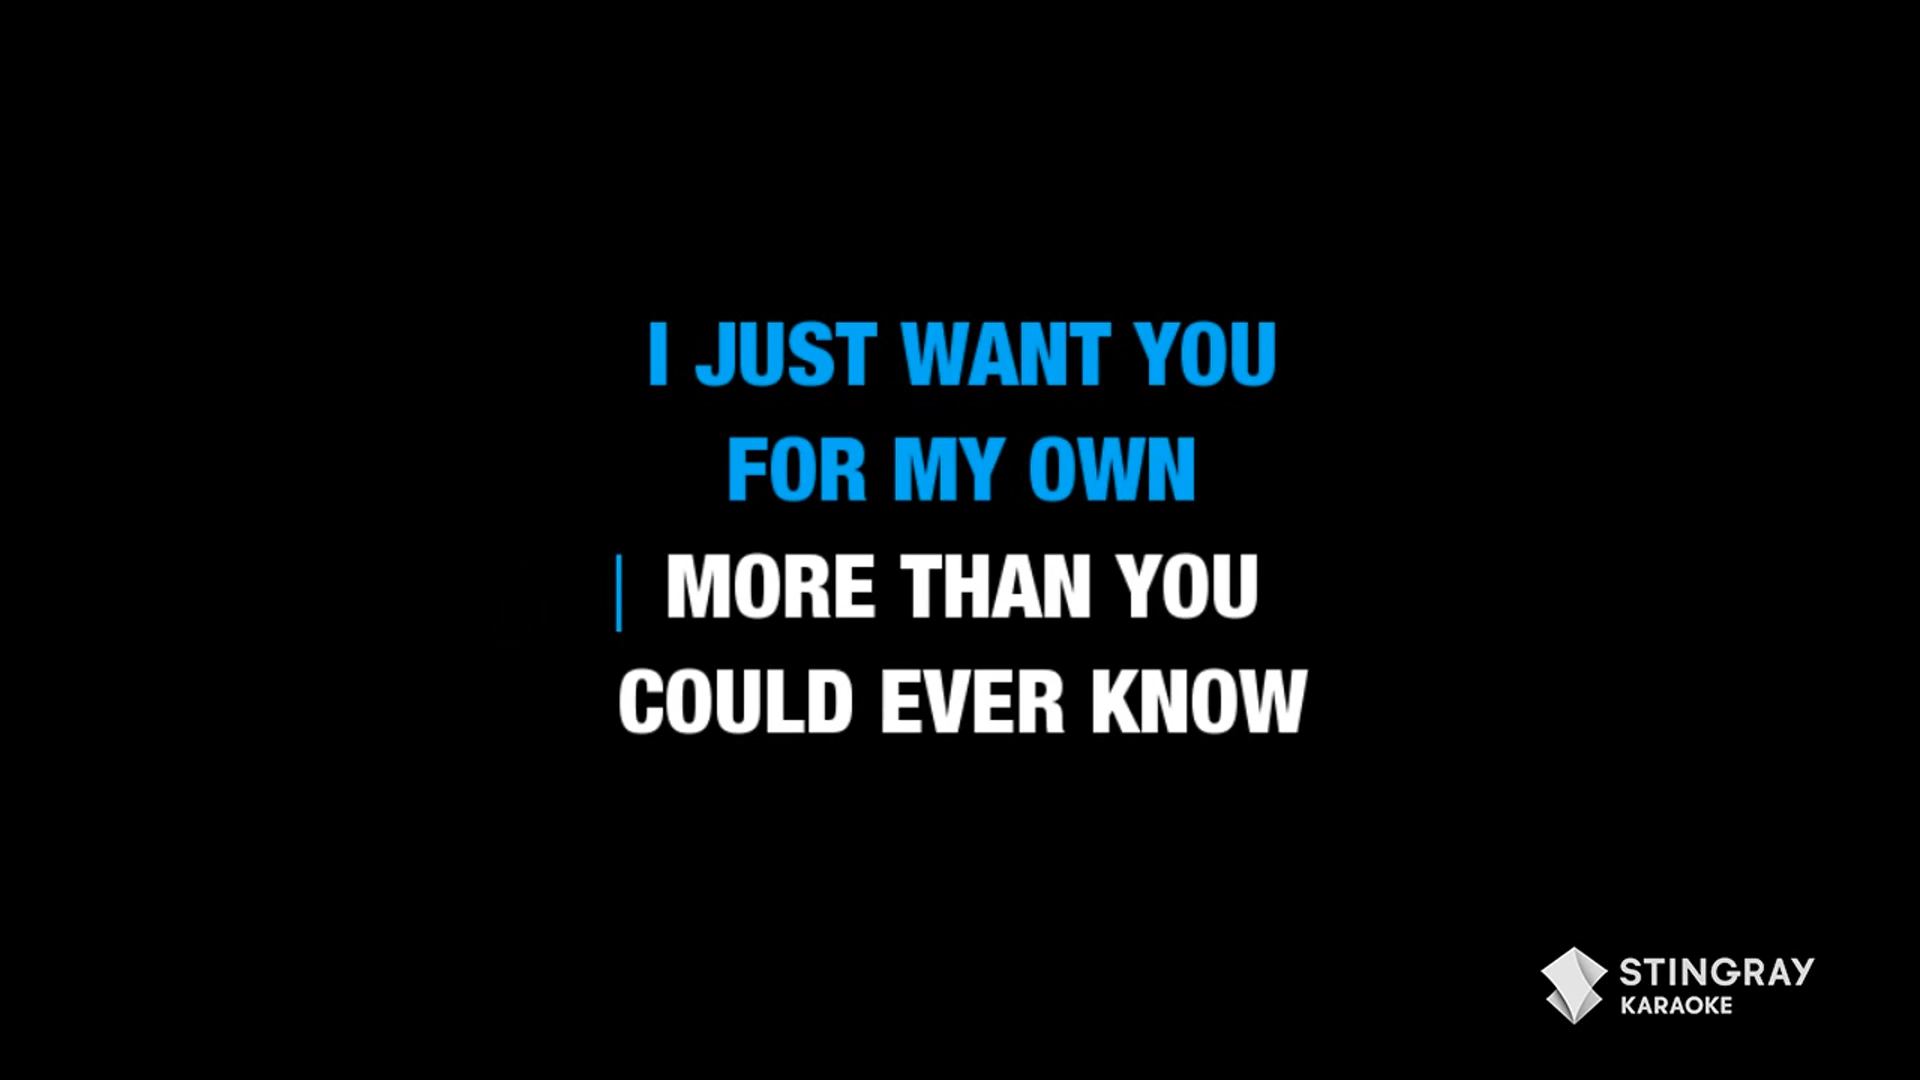 I JUST WANT YOU
FOR MY OWN
MORE THAN YOU
COULD EVER KNOW
STINGRAY
KARAOKE